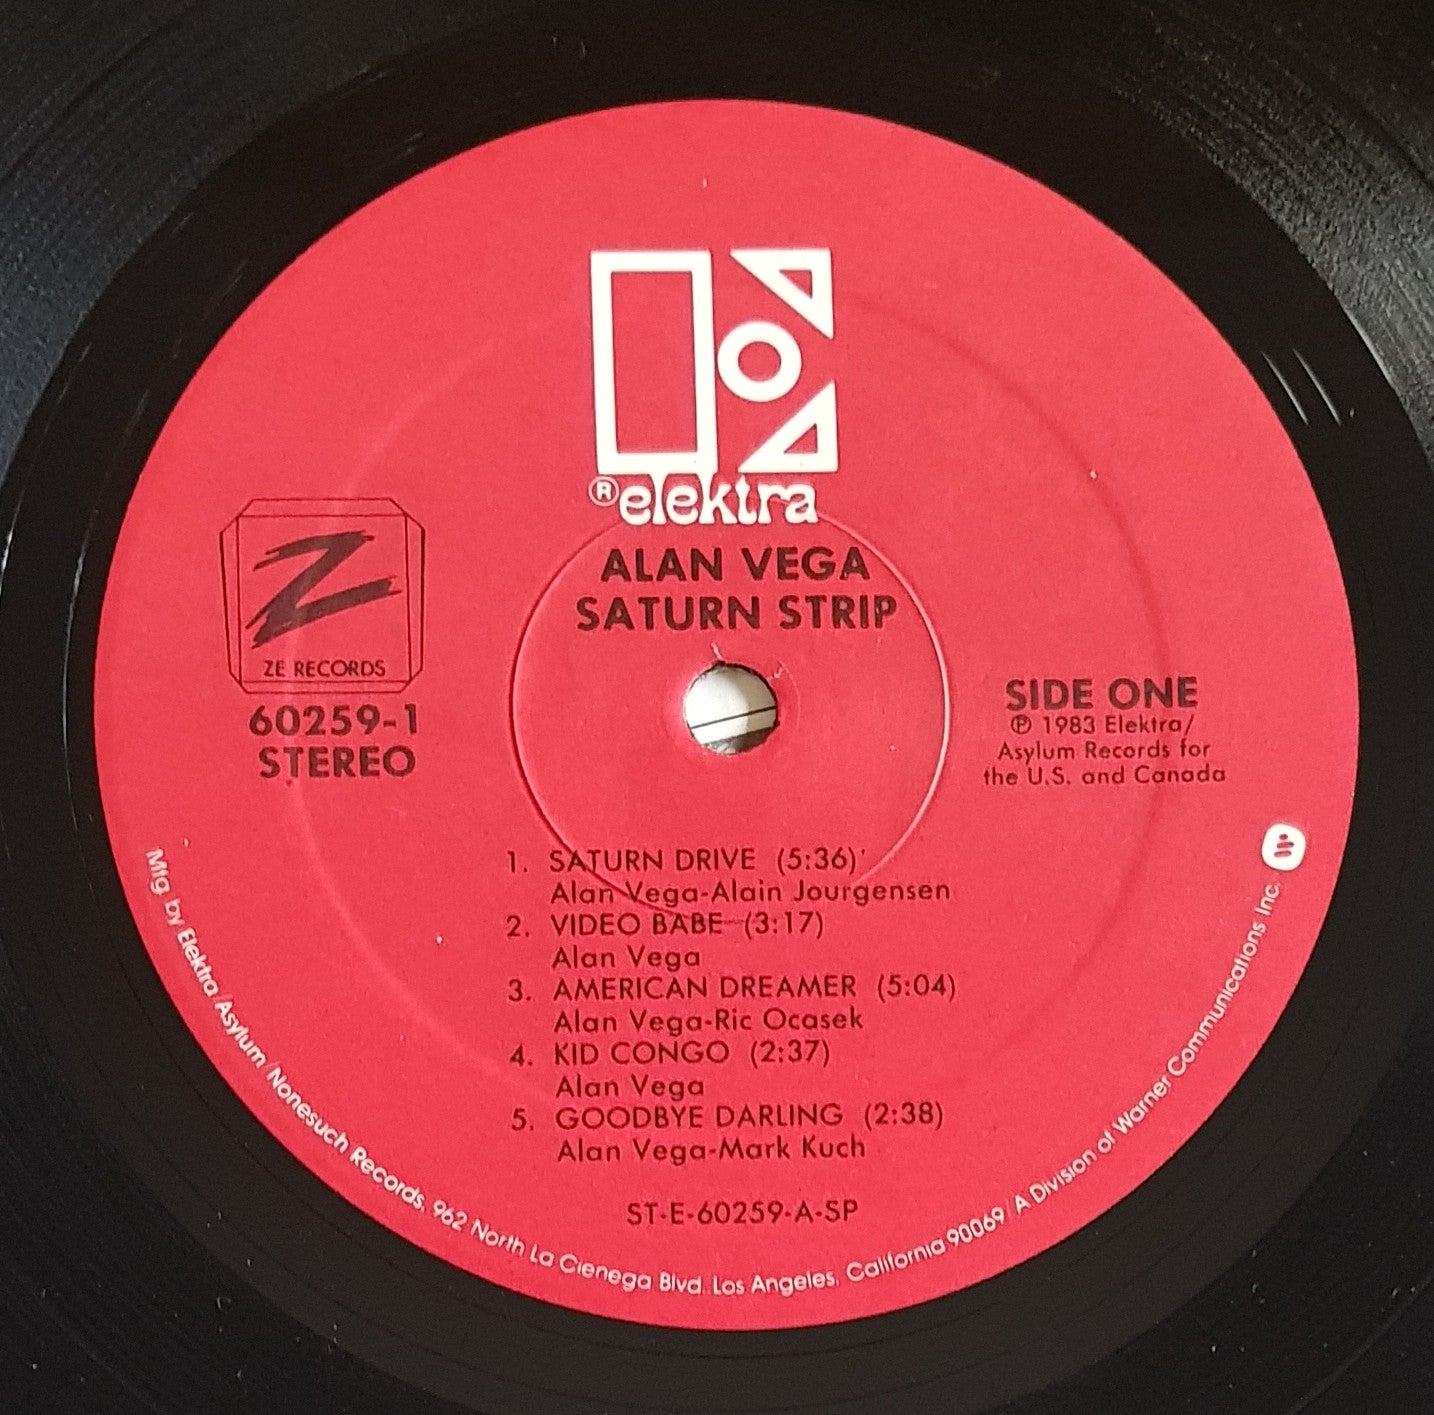 ® elektra
ALAN VEGA
SATURN STRIP
Z
ZE RECORDS
60259-1
STEREO
SIDE ONE
℗ 1983 Elektra/
Asylum Records for
the U.S. and Canada
1. SATURN DRIVE (5:36)
Alan Vega-Alain Jourgensen
2. VIDEO BABE (3:17)
Alan Vega
3. AMERICAN DREAMER (5:04)
Alan Vega-Ric Ocasek
4. KID CONGO (2:37)
Alan Vega
5. GOODBYE DARLING (2:38)
Alan Vega-Mark Kuch
ST-E-60259-A-SP
Mfg. by Elektra/Asylum/Nonesuch Records, 962 North La Cienega Blvd., Los Angeles, California 90069/A Division of Warner Communications Inc.